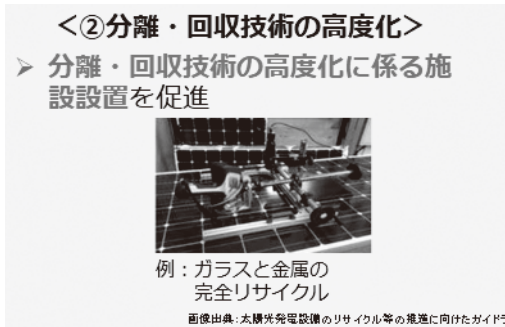 <②分離・回収技術の高度化>
➢ 分離・回収技術の高度化に係る施
設設置を促進
例：ガラスと金属の
完全リサイクル
画像出典：太陽光発電設備のリサイクル等の推進に向けたガイド